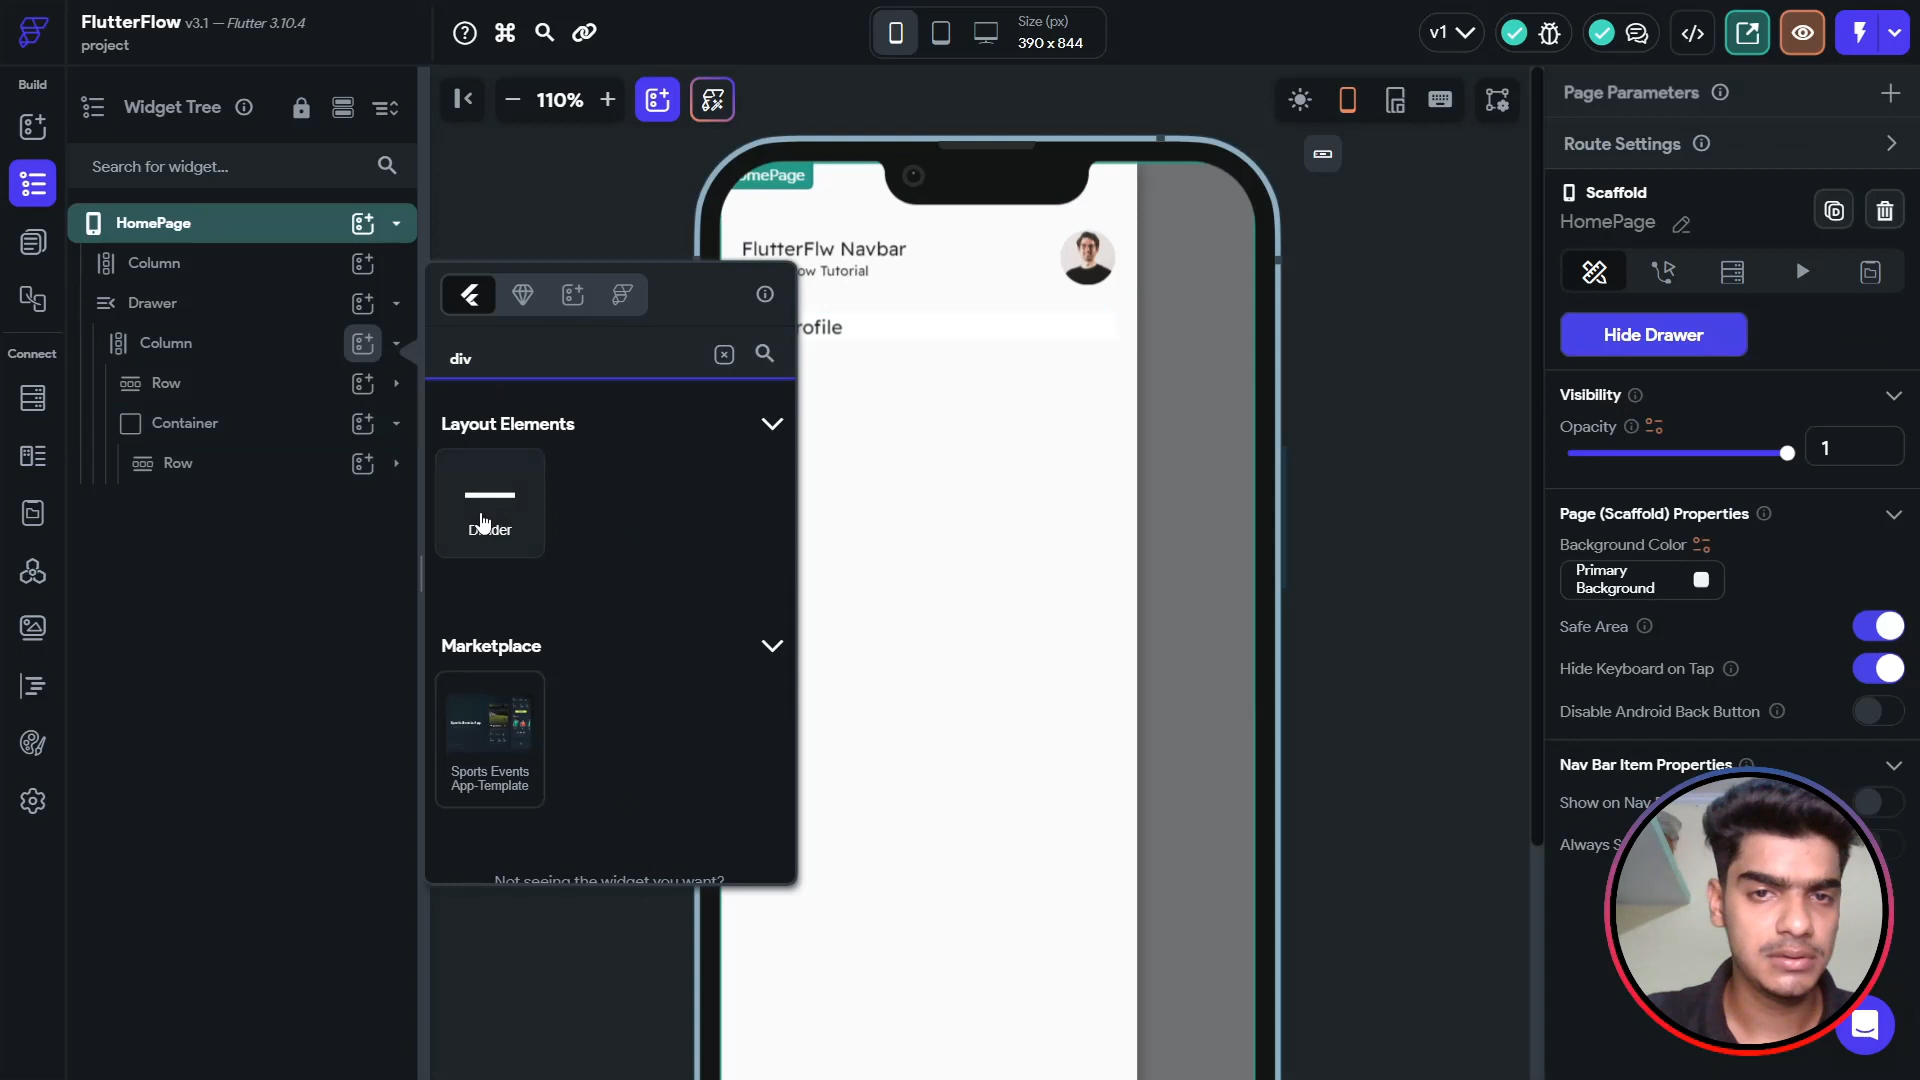 FlutterFlow v3.1 – Flutter 3.10.4
project
Size (px)
390 x 844
v1
Build
Widget Tree
Search for widget...
HomePage
Column
Drawer
Column
Row
Container
Row
Connect
110%
div
Layout Elements
Divider
Marketplace
Sports Events
App-Template
Not seeing the widget you want?
omePage
FlutterFlw Navbar
ow Tutorial
rofile
Page Parameters
Route Settings
Scaffold
HomePage
Hide Drawer
Visibility
Opacity
1
Page (Scaffold) Properties
Background Color
Primary
Background
Safe Area
Hide Keyboard on Tap
Disable Android Back Button
Nav Bar Item Properties
Show on Nav
Always S